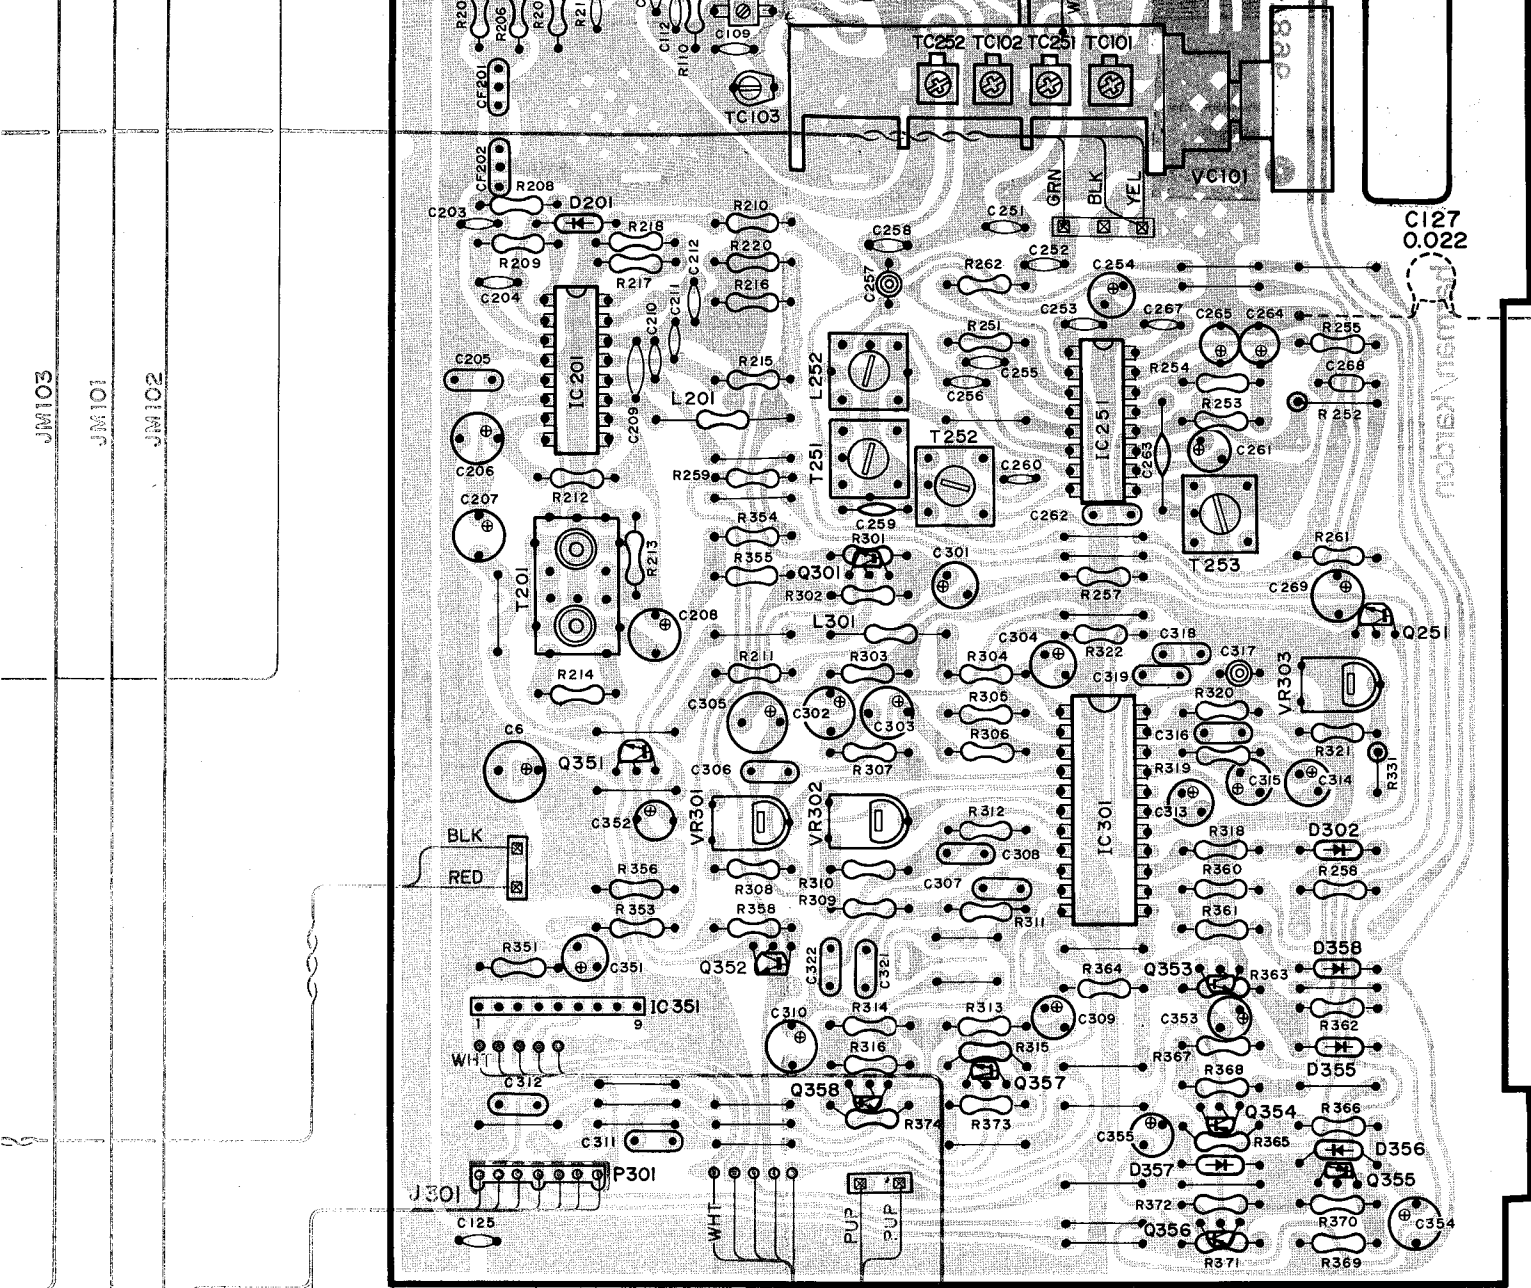 R206
C112
R110
C109
TC252 TC102 TC251 TC101
CF201
TC103
CF202
R208
GRN
BLK
YEL
VC101
C203
D201
R210
C251
C127
0.022
R218
C258
R209
R220
C212
C252
R217
C257
R262
C254
C204
R216
C211
C210
C253
C267
C265
C264
R251
R255
C205
IC201
R215
L252
C255
R254
C268
JM103
JM101
JM102
L201
C256
R253
R252
C209
IC251
C206
T251
T252
C263
C261
R259
C260
C207
R212
C259
C262
R354
R301
C301
R261
R213
R355
Q301
T253
T201
R302
R257
C269
C208
L301
C304
C318
Q251
R211
R303
R304
R322
C317
R214
C319
VR303
C305
C302
C303
R305
R320
C6
Q351
R306
C316
R321
C306
R307
R319
C315
C314
R331
VR301
VR302
C313
C352
R312
IC301
BLK
R318
D302
C308
RED
R356
R308
R310
C307
R360
R258
R309
R353
R358
R311
R361
R351
C351
Q352
C322
C321
R364
Q353
R363
D358
IC351
1
9
C310
R314
R313
C309
C353
R362
WHT
R316
R315
R367
D355
C312
Q358
Q357
R368
R374
R373
Q354
R366
C311
C355
R365
D356
P301
D357
Q355
J301
C125
WHT
PUP
PUP
R372
Q356
R370
C354
R371
R369